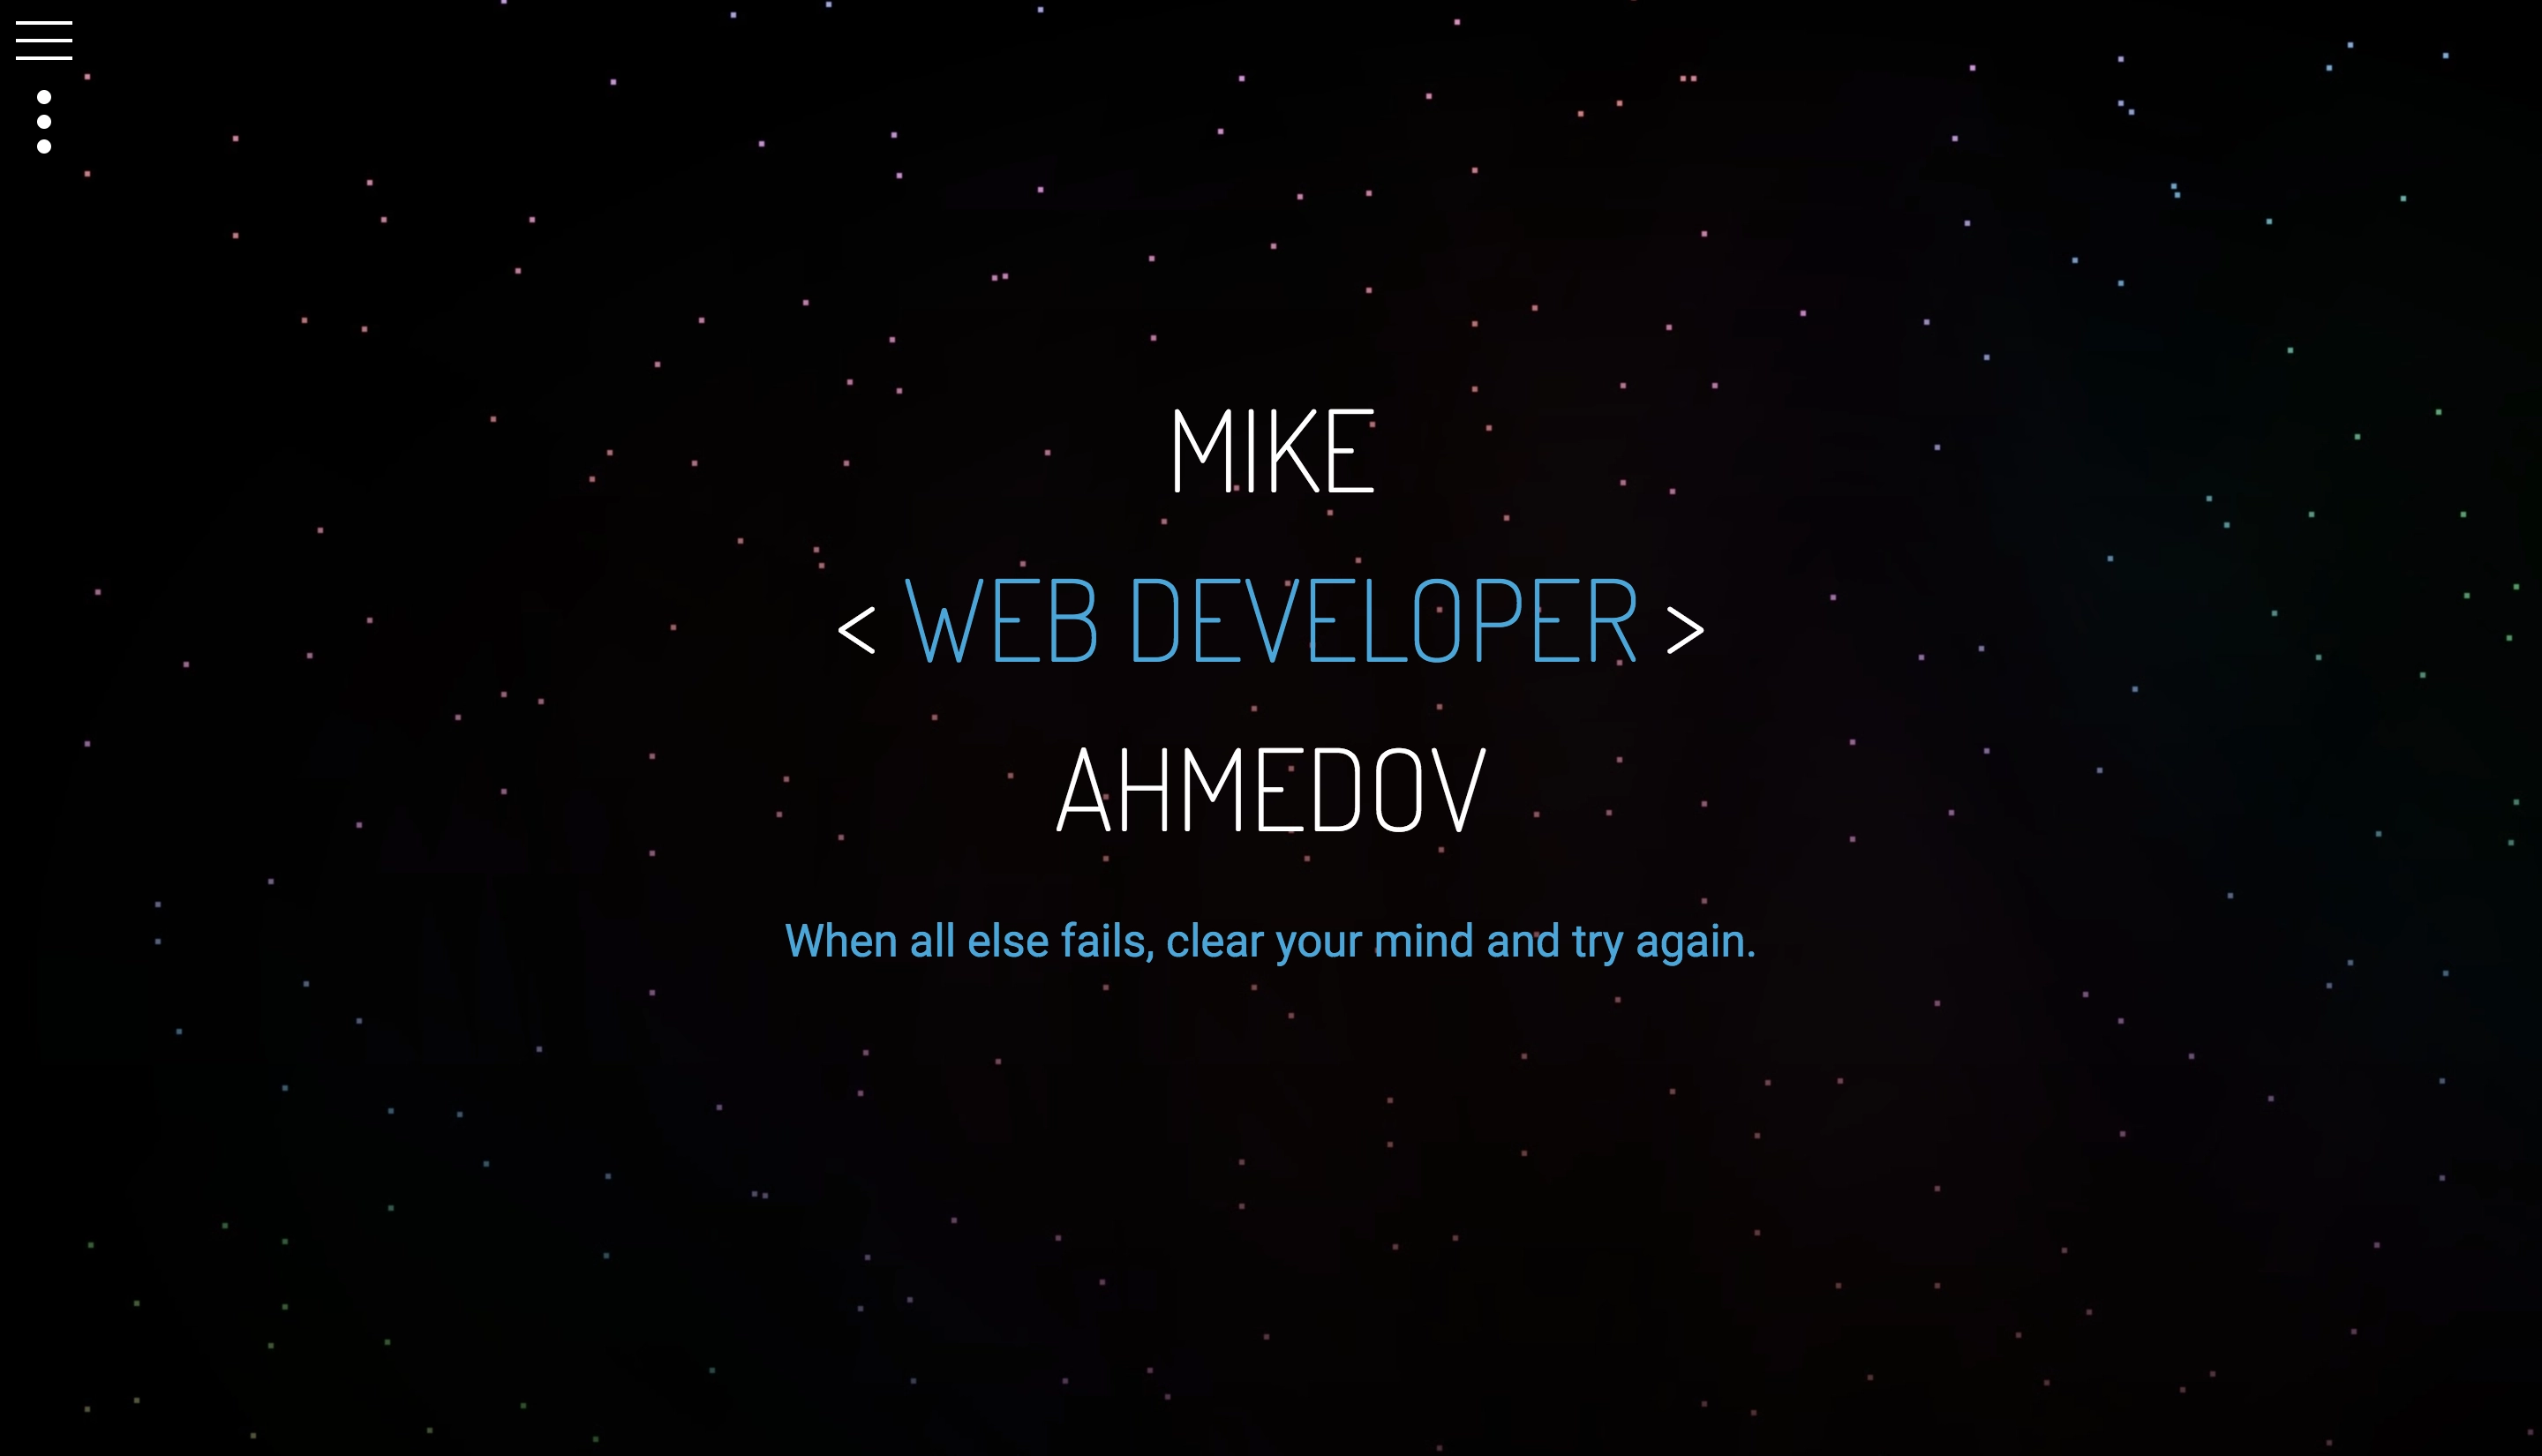 MIKE
< WEB DEVELOPER >
AHMEDOV
When all else fails, clear your mind and try again.